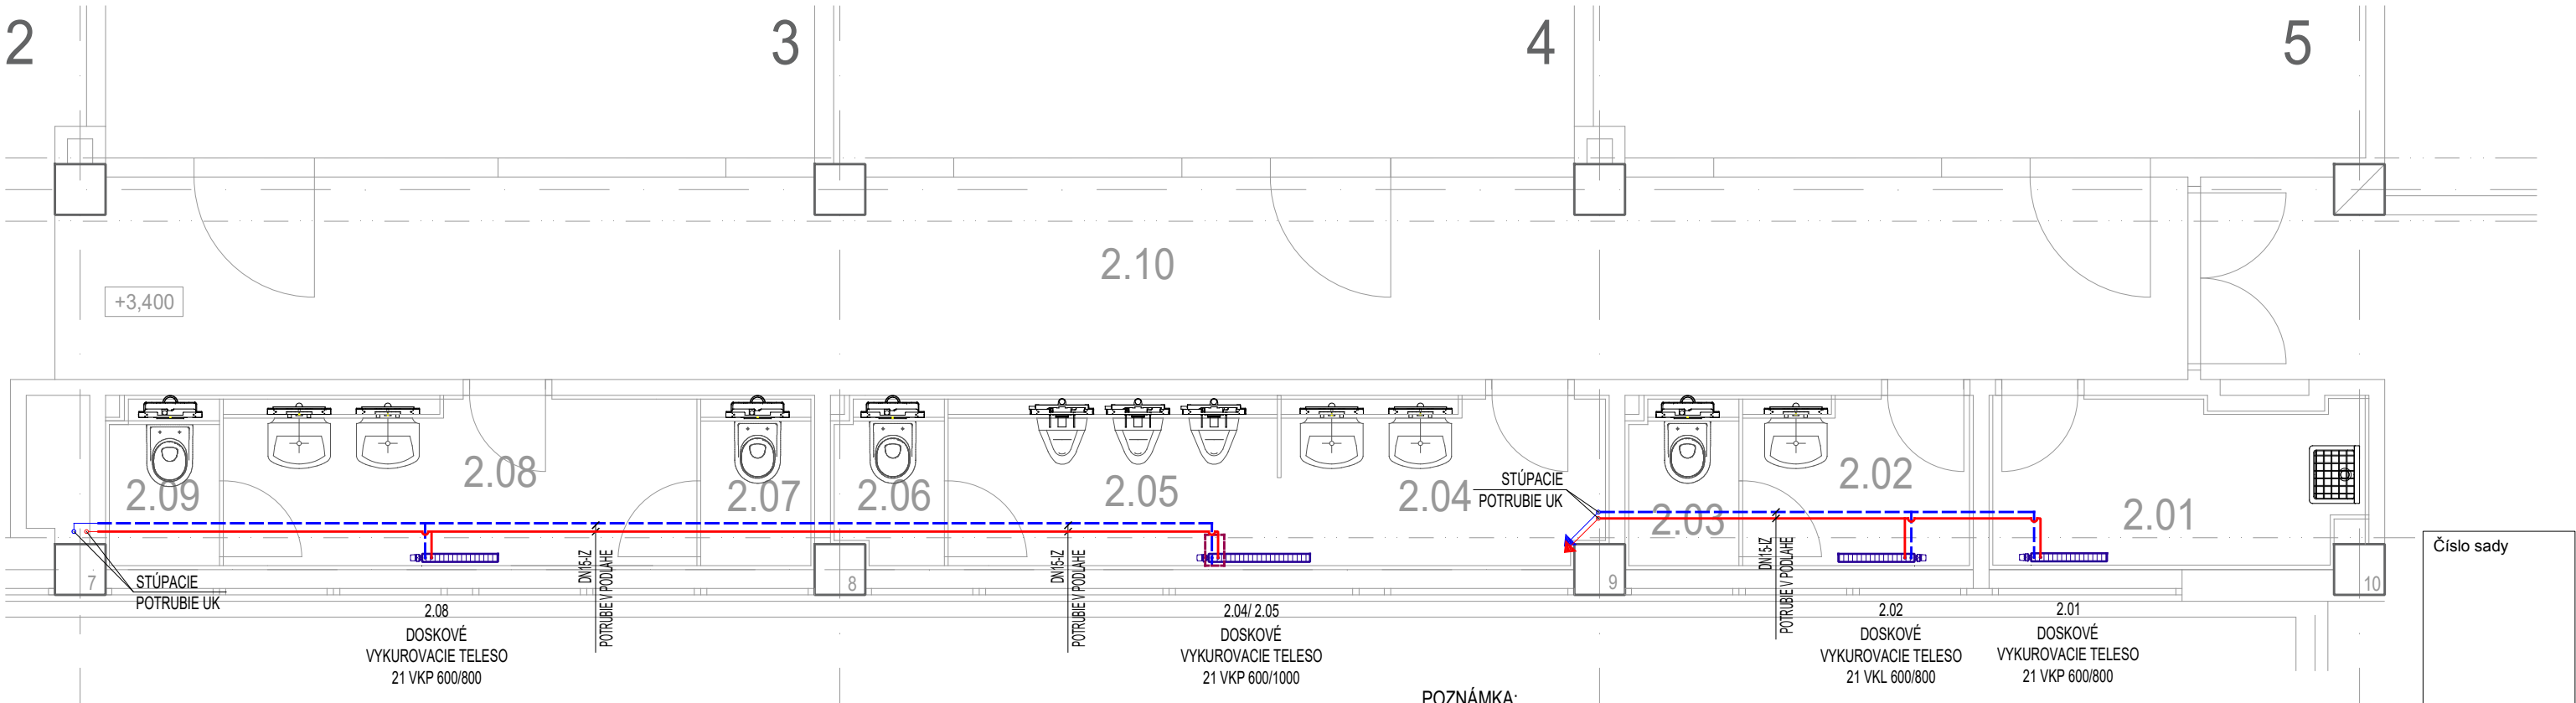 2
3
4
5
2.10
+3,400
2.09
2.08
2.07
2.06
2.05
2.04
2.03
2.02
2.01
STÚPACIE
POTRUBIE UK
STÚPACIE
POTRUBIE UK
DN15-IZ
POTRUBIE V PODLAHE
DN15-IZ
POTRUBIE V PODLAHE
DN15-IZ
POTRUBIE V PODLAHE
7
8
9
10
2.08
DOSKOVÉ
VYKUROVACIE TELESO
21 VKP 600/800
2.04/ 2.05
DOSKOVÉ
VYKUROVACIE TELESO
21 VKP 600/1000
2.02
DOSKOVÉ
VYKUROVACIE TELESO
21 VKL 600/800
2.01
DOSKOVÉ
VYKUROVACIE TELESO
21 VKP 600/800
POZNÁMKA:
Číslo sady